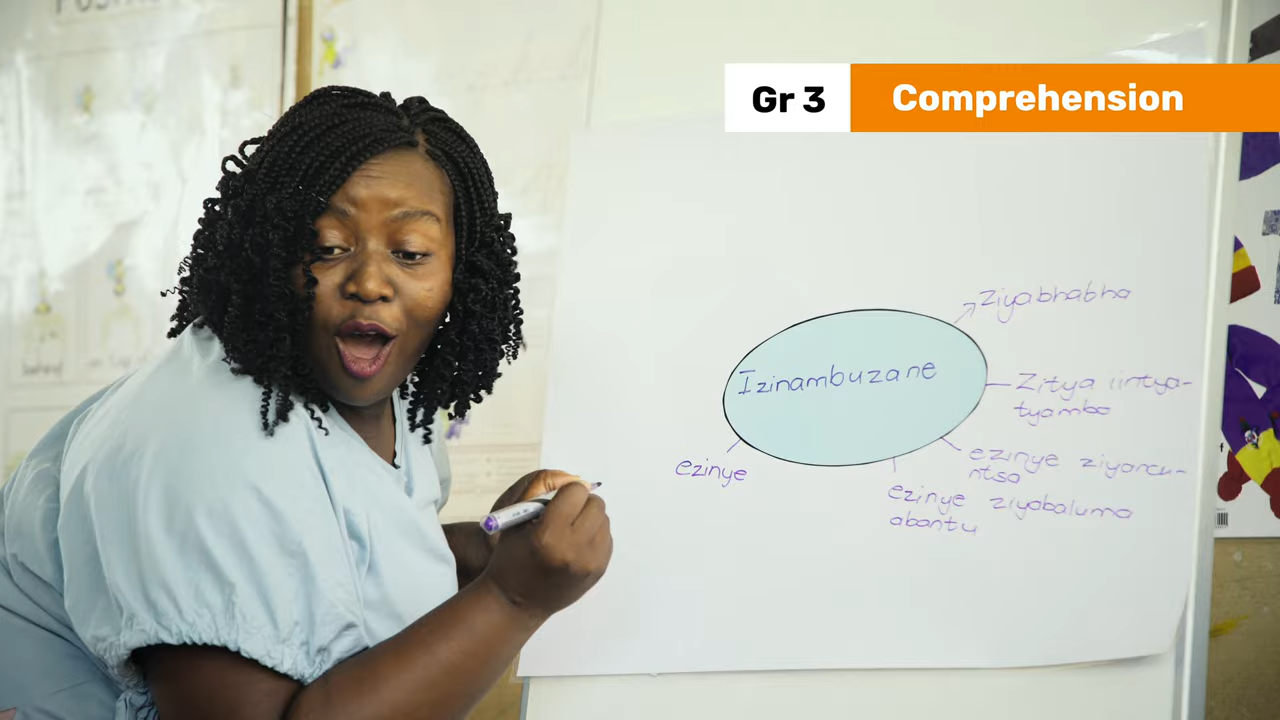 Gr 3 Comprehension
Izinambuzane
ziyabhabha
Zitya iintya-
tyambo
ezinye ziyancu-
ntsa
ezinye ziyabaluma
abantu
ezinye